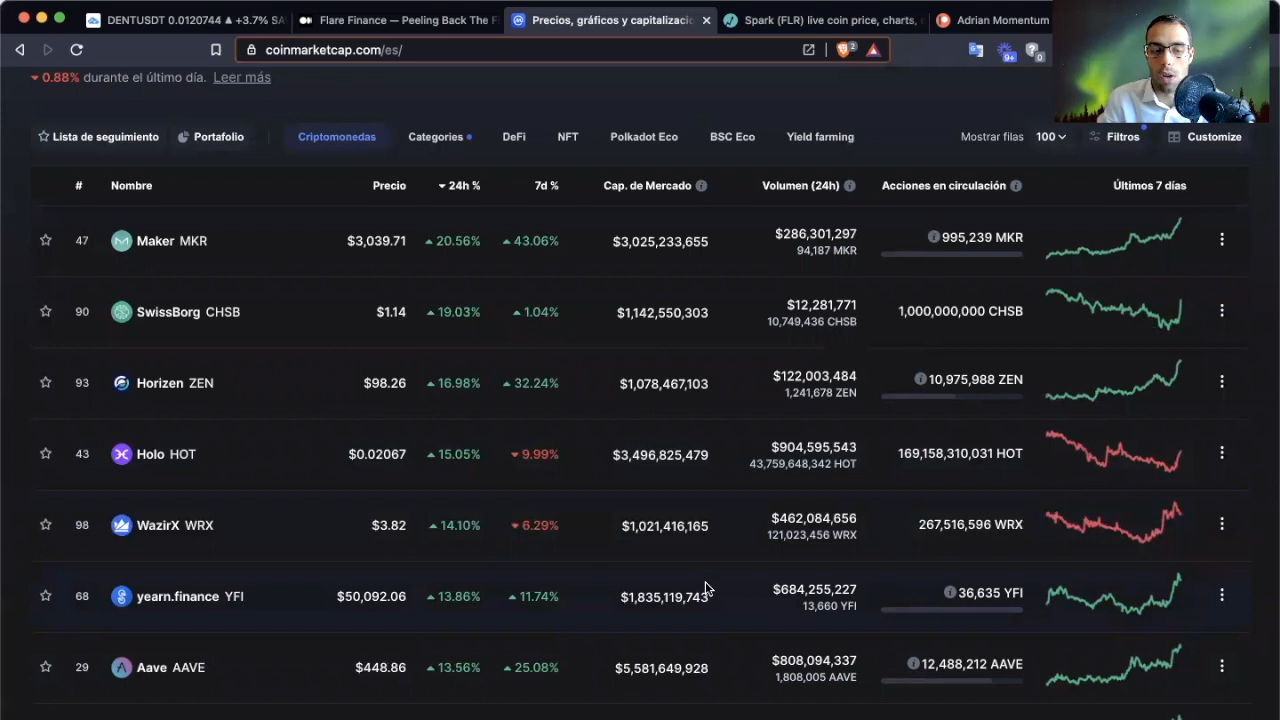 DENTUSDT 0.0120744 ▲ +3.7% SA
Flare Finance — Peeling Back The F
Precios, gráficos y capitalizació
Spark (FLR) live coin price, charts,
Adrian Momentum
coinmarketcap.com/es/
2
9+
0
0.88% durante el último día. Leer más
Lista de seguimiento Portafolio Criptomonedas Categories DeFi NFT Polkadot Eco BSC Eco Yield farming Mostrar filas 100 Filtros Customize
# Nombre Precio 24h % 7d % Cap. de Mercado Volumen (24h) Acciones en circulación Últimos 7 días
47 Maker MKR $3,039.71 20.56% 43.06% $3,025,233,655 $286,301,297 995,239 MKR
94,187 MKR
90 SwissBorg CHSB $1.14 19.03% 1.04% $1,142,550,303 $12,281,771 1,000,000,000 CHSB
10,749,436 CHSB
93 Horizen ZEN $98.26 16.98% 32.24% $1,078,467,103 $122,003,484 10,975,988 ZEN
1,241,678 ZEN
43 Holo HOT $0.02067 15.05% 9.99% $3,496,825,479 $904,595,543 169,158,310,031 HOT
43,759,648,342 HOT
98 WazirX WRX $3.82 14.10% 6.29% $1,021,416,165 $462,084,656 267,516,596 WRX
121,023,456 WRX
68 yearn.finance YFI $50,092.06 13.86% 11.74% $1,835,119,743 $684,255,227 36,635 YFI
13,660 YFI
29 Aave AAVE $448.86 13.56% 25.08% $5,581,649,928 $808,094,337 12,488,212 AAVE
1,808,005 AAVE